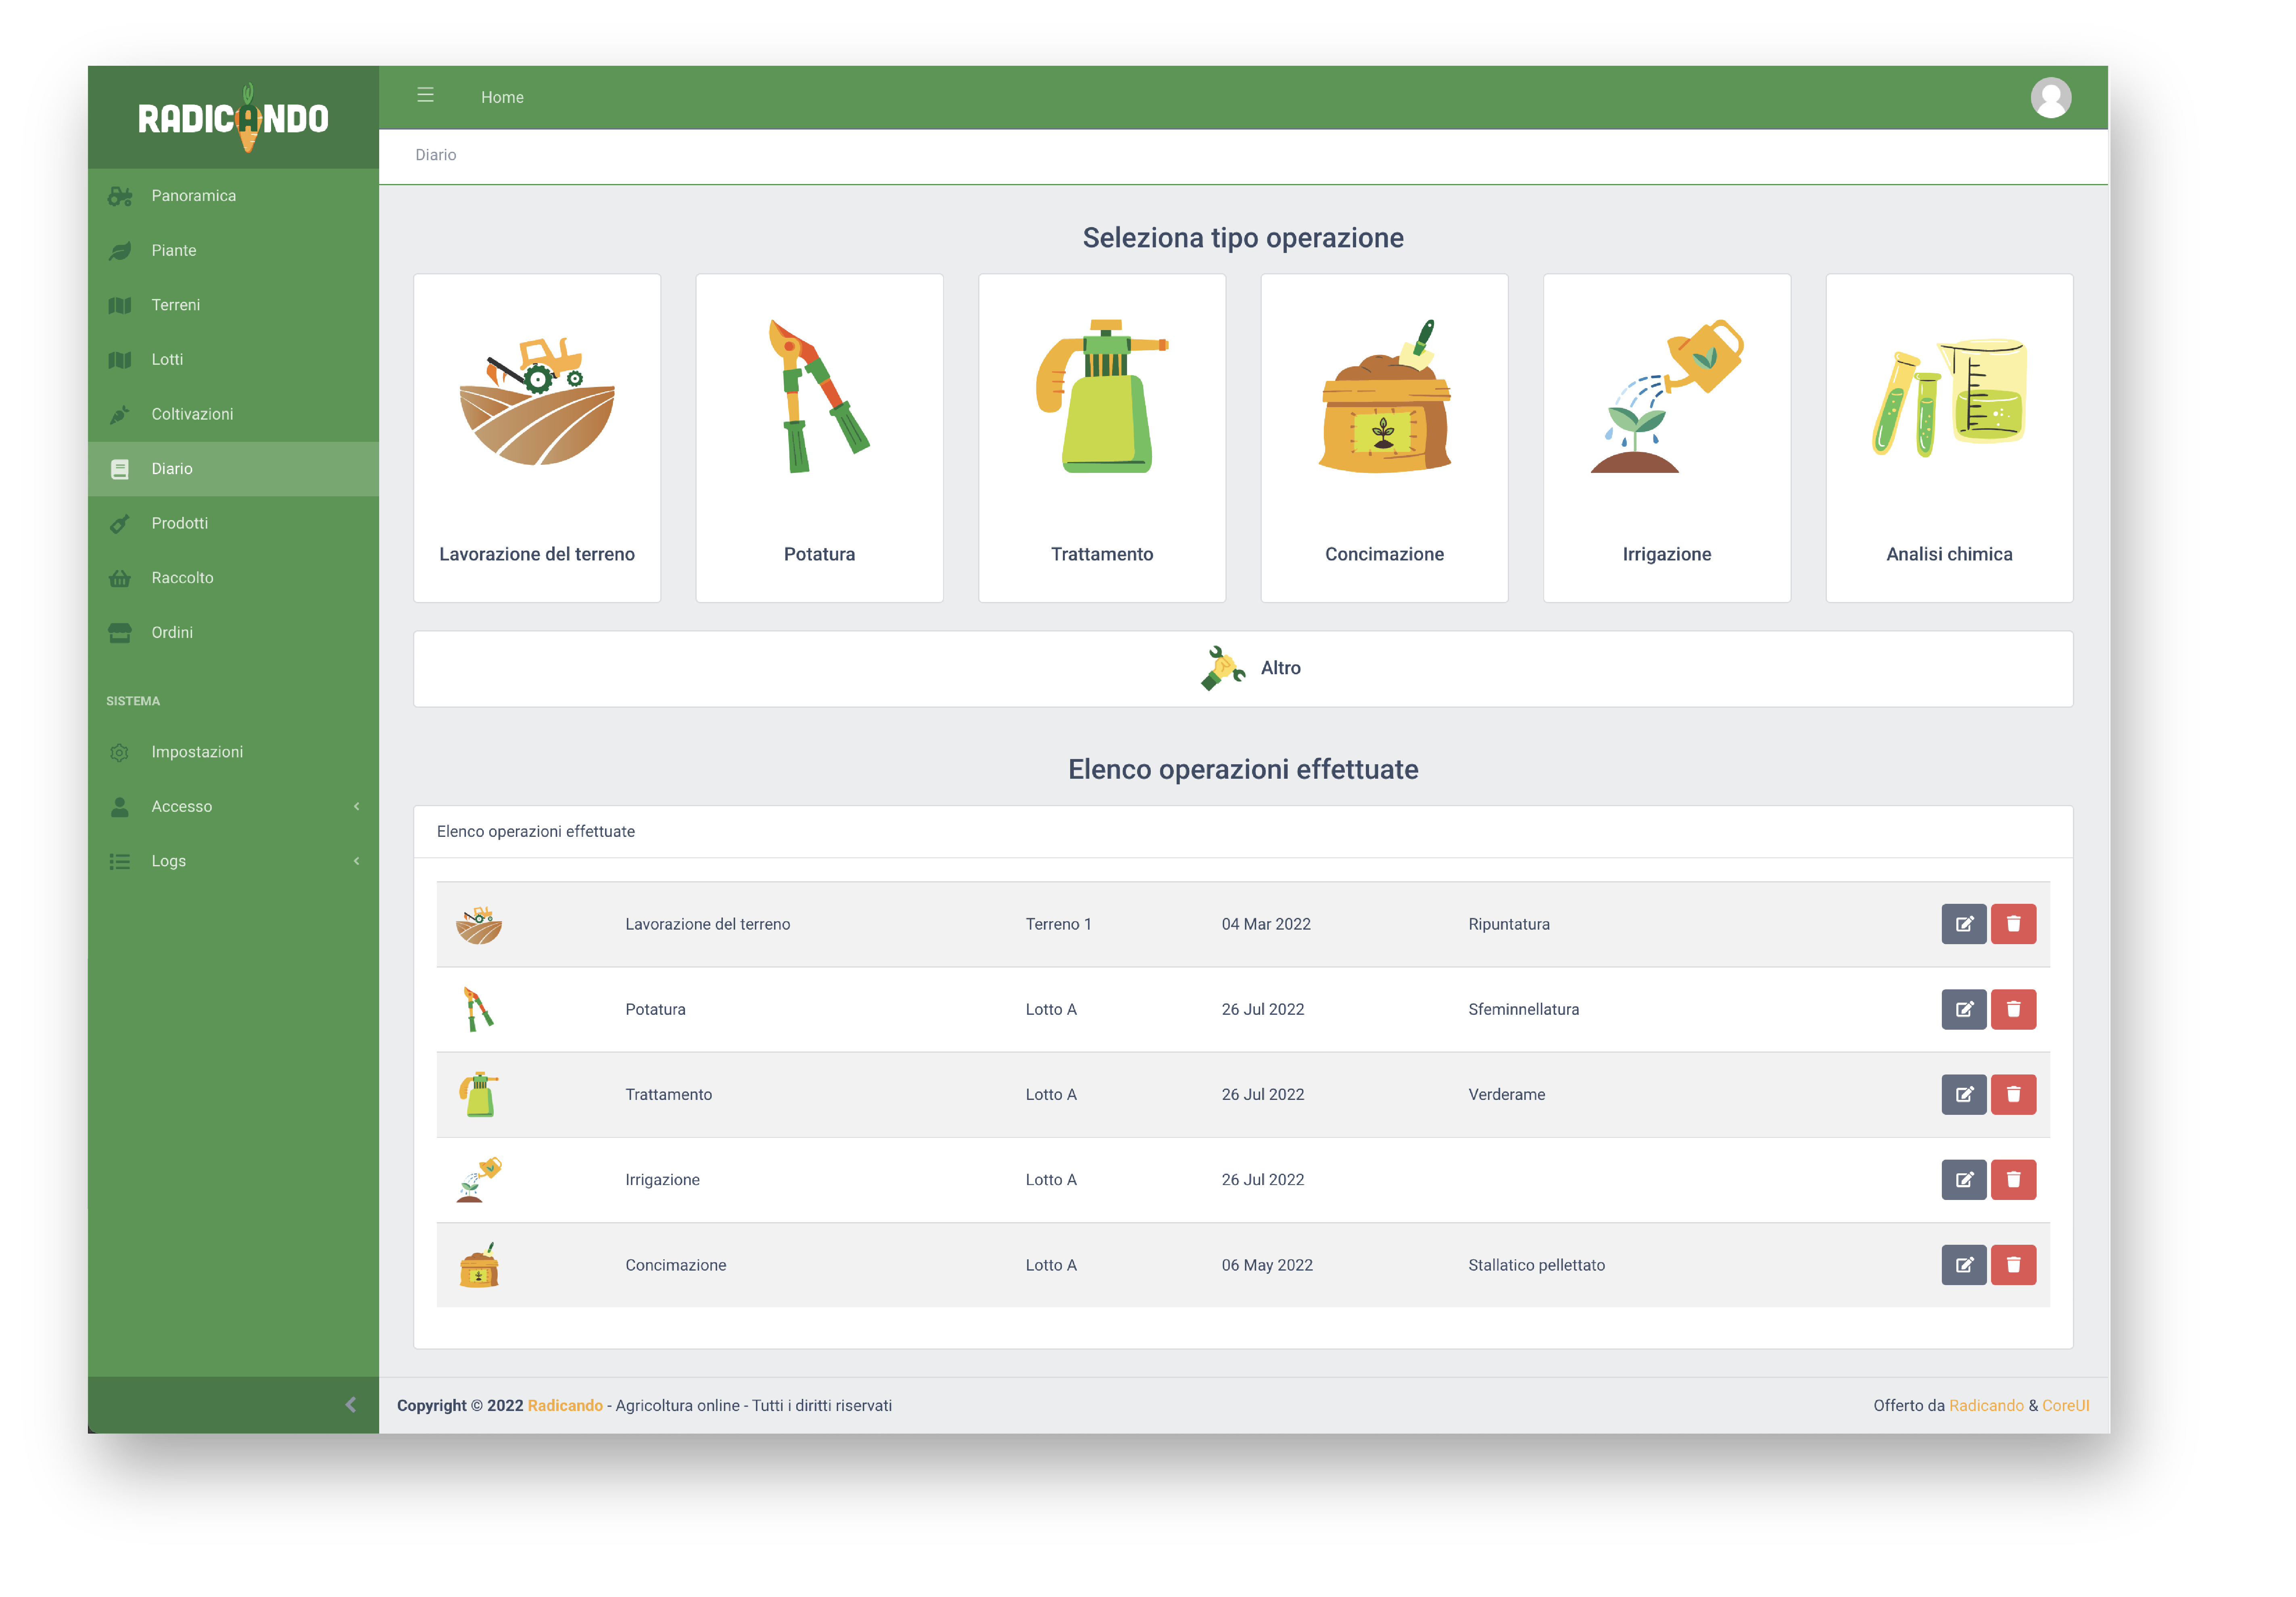 RADICANDO
Home
Diario
Panoramica
Piante
Terreni
Lotti
Coltivazioni
Diario
Prodotti
Raccolto
Ordini
SISTEMA
Impostazioni
Accesso
Logs
Seleziona tipo operazione
Lavorazione del terreno
Potatura
Trattamento
Concimazione
Irrigazione
Analisi chimica
Altro
Elenco operazioni effettuate
Elenco operazioni effettuate
Lavorazione del terreno Terreno 1 04 Mar 2022 Ripuntatura
Potatura Lotto A 26 Jul 2022 Sfeminnellatura
Trattamento Lotto A 26 Jul 2022 Verderame
Irrigazione Lotto A 26 Jul 2022
Concimazione Lotto A 06 May 2022 Stallatico pellettato
Copyright © 2022 Radicando - Agricoltura online - Tutti i diritti riservati
Offerto da Radicando & CoreUI